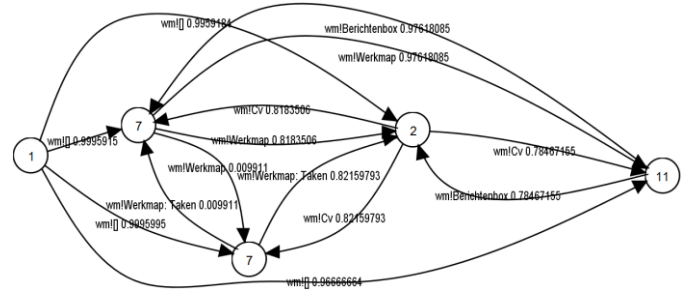 wm![] 0.9959184
wm!Berichtenbox 0.97618085
wm!Werkmap 0.97618085
wm!Cv 0.8183506
7
2
wm![] 0.9995915
wm!Werkmap 0.8183506
1
wm!Cv 0.78467155
wm!Werkmap 0.009911
wm!Werkmap: Taken 0.82159793
11
wm!Berichtenbox 0.78467155
wm!Werkmap: Taken 0.009911
wm!Cv 0.82159793
wm![] 0.9995995
7
wm![] 0.96666664